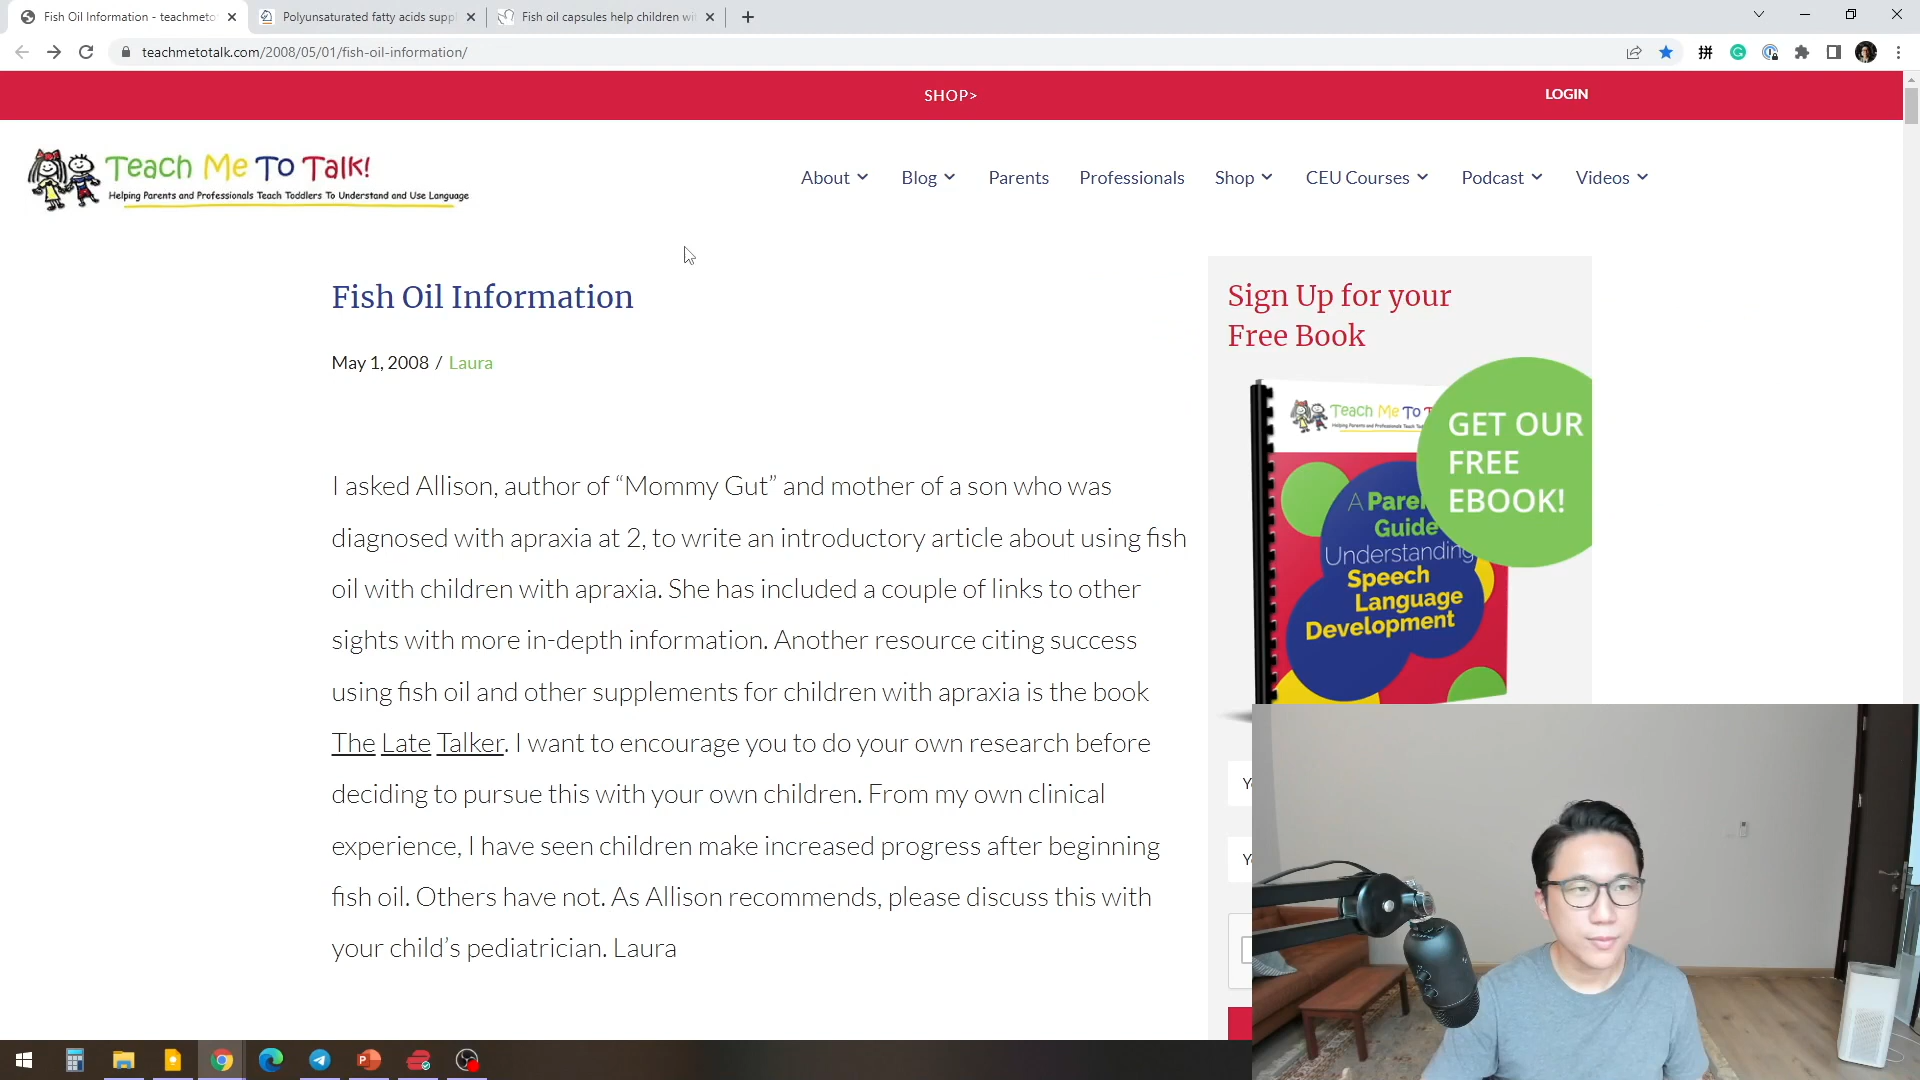 Fish Oil Information - teachmeto
Polyunsaturated fatty acids supp
Fish oil capsules help children wi
teachmetotalk.com/2008/05/01/fish-oil-information/
SHOP>
LOGIN
Teach Me To Talk!
Helping Parents and Professionals Teach Toddlers To Understand and Use Language
About
Blog
Parents
Professionals
Shop
CEU Courses
Podcast
Videos
Fish Oil Information
May 1, 2008 / Laura
I asked Allison, author of “Mommy Gut” and mother of a son who was
diagnosed with apraxia at 2, to write an introductory article about using fish
oil with children with apraxia. She has included a couple of links to other
sights with more in-depth information. Another resource citing success
using fish oil and other supplements for children with apraxia is the book
The Late Talker. I want to encourage you to do your own research before
deciding to pursue this with your own children. From my own clinical
experience, I have seen children make increased progress after beginning
fish oil. Others have not. As Allison recommends, please discuss this with
your child’s pediatrician. Laura
Sign Up for your
Free Book
Teach Me To T
GET OUR
FREE
EBOOK!
A Paren
Guide
Understanding
Speech
Language
Development